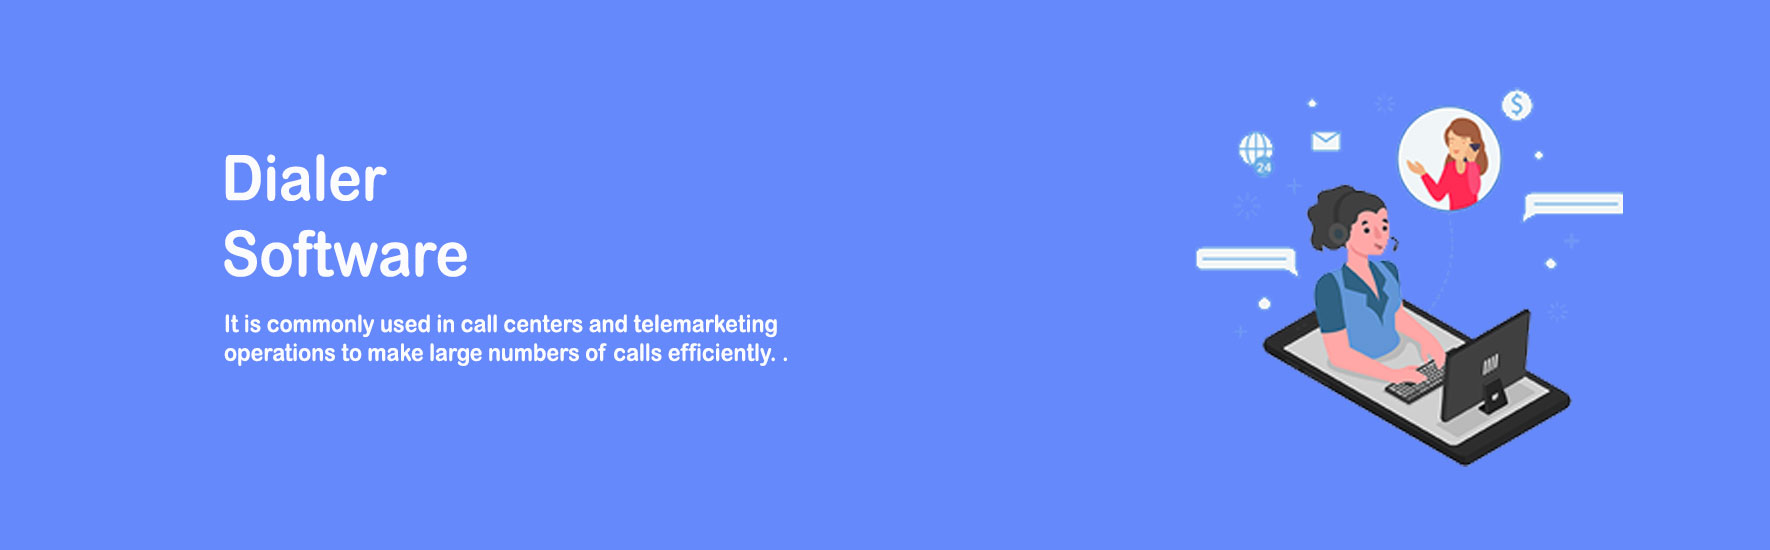 Dialer
Software
It is commonly used in call centers and telemarketing
operations to make large numbers of calls efficiently. .
$
24